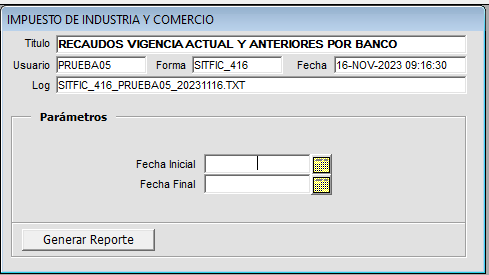 IMPUESTO DE INDUSTRIA Y COMERCIO
Titulo RECAUDOS VIGENCIA ACTUAL Y ANTERIORES POR BANCO
Usuario PRUEBA05 Forma SITFIC_416 Fecha 16-NOV-2023 09:16:30
Log SITFIC_416_PRUEBA05_20231116.TXT
Parámetros
Fecha Inicial
Fecha Final
Generar Reporte